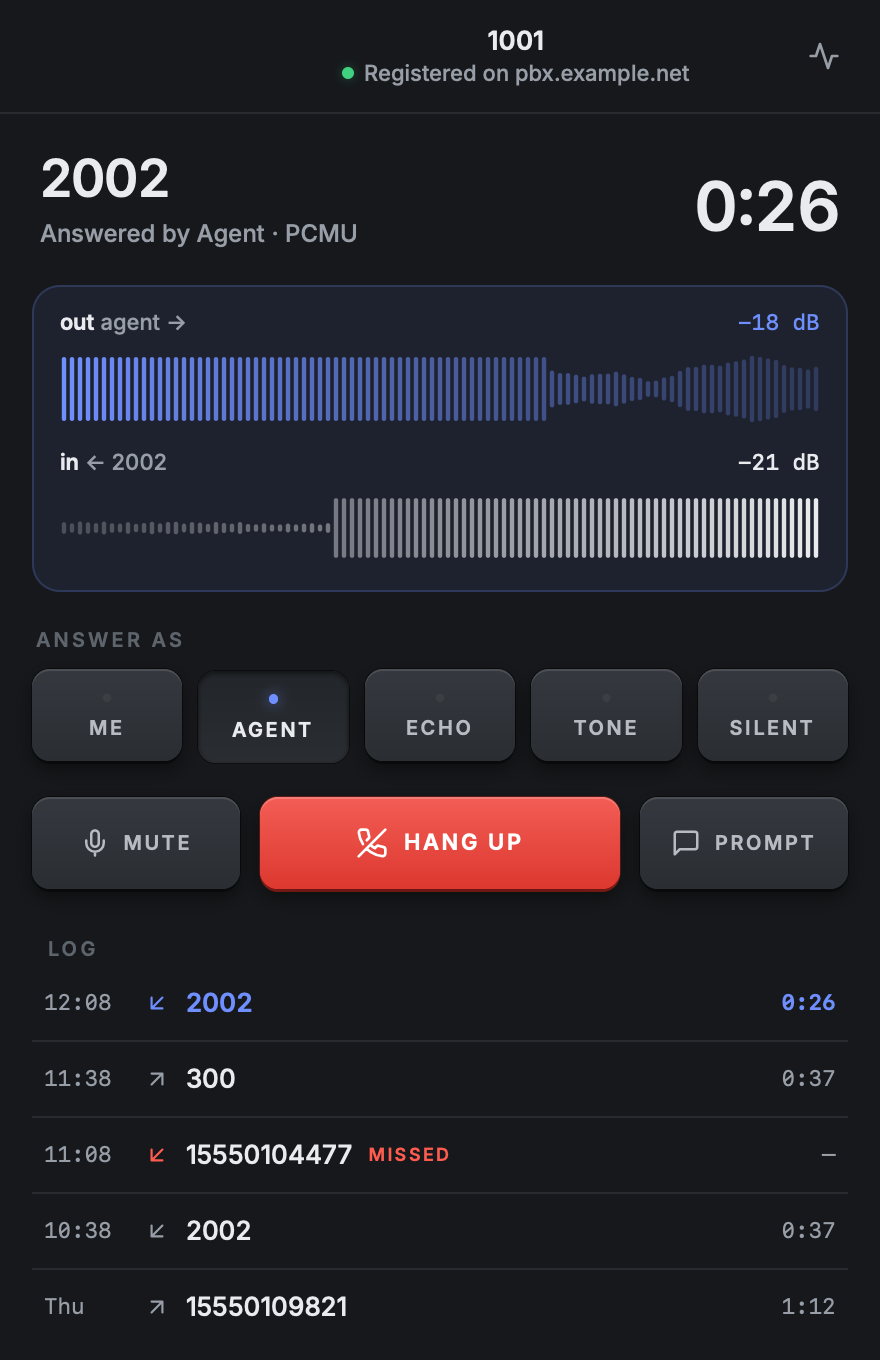 1001
Registered on pbx.example.net
2002
0:26
Answered by Agent · PCMU
out agent →
−18 dB
in ← 2002
−21 dB
ANSWER AS
ME
AGENT
ECHO
TONE
SILENT
MUTE
HANG UP
PROMPT
LOG
12:08 ↙ 2002 0:26
11:38 ↗ 300 0:37
11:08 ↙ 15550104477 MISSED –
10:38 ↙ 2002 0:37
Thu ↗ 15550109821 1:12